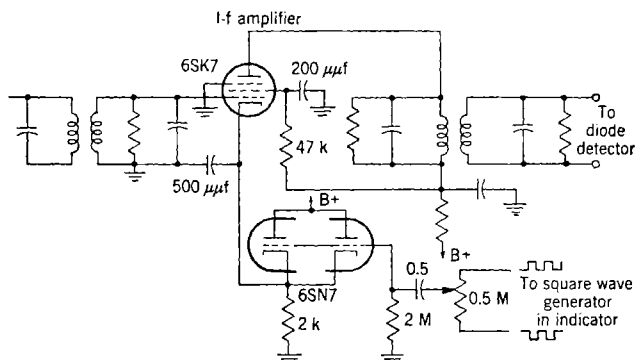 I-f amplifier
6SK7
200 μμf
47 k
500 μμf
To
diode
detector
B+
B+
6SN7
2 k
0.5
2 M
0.5 M
To square wave
generator
in indicator